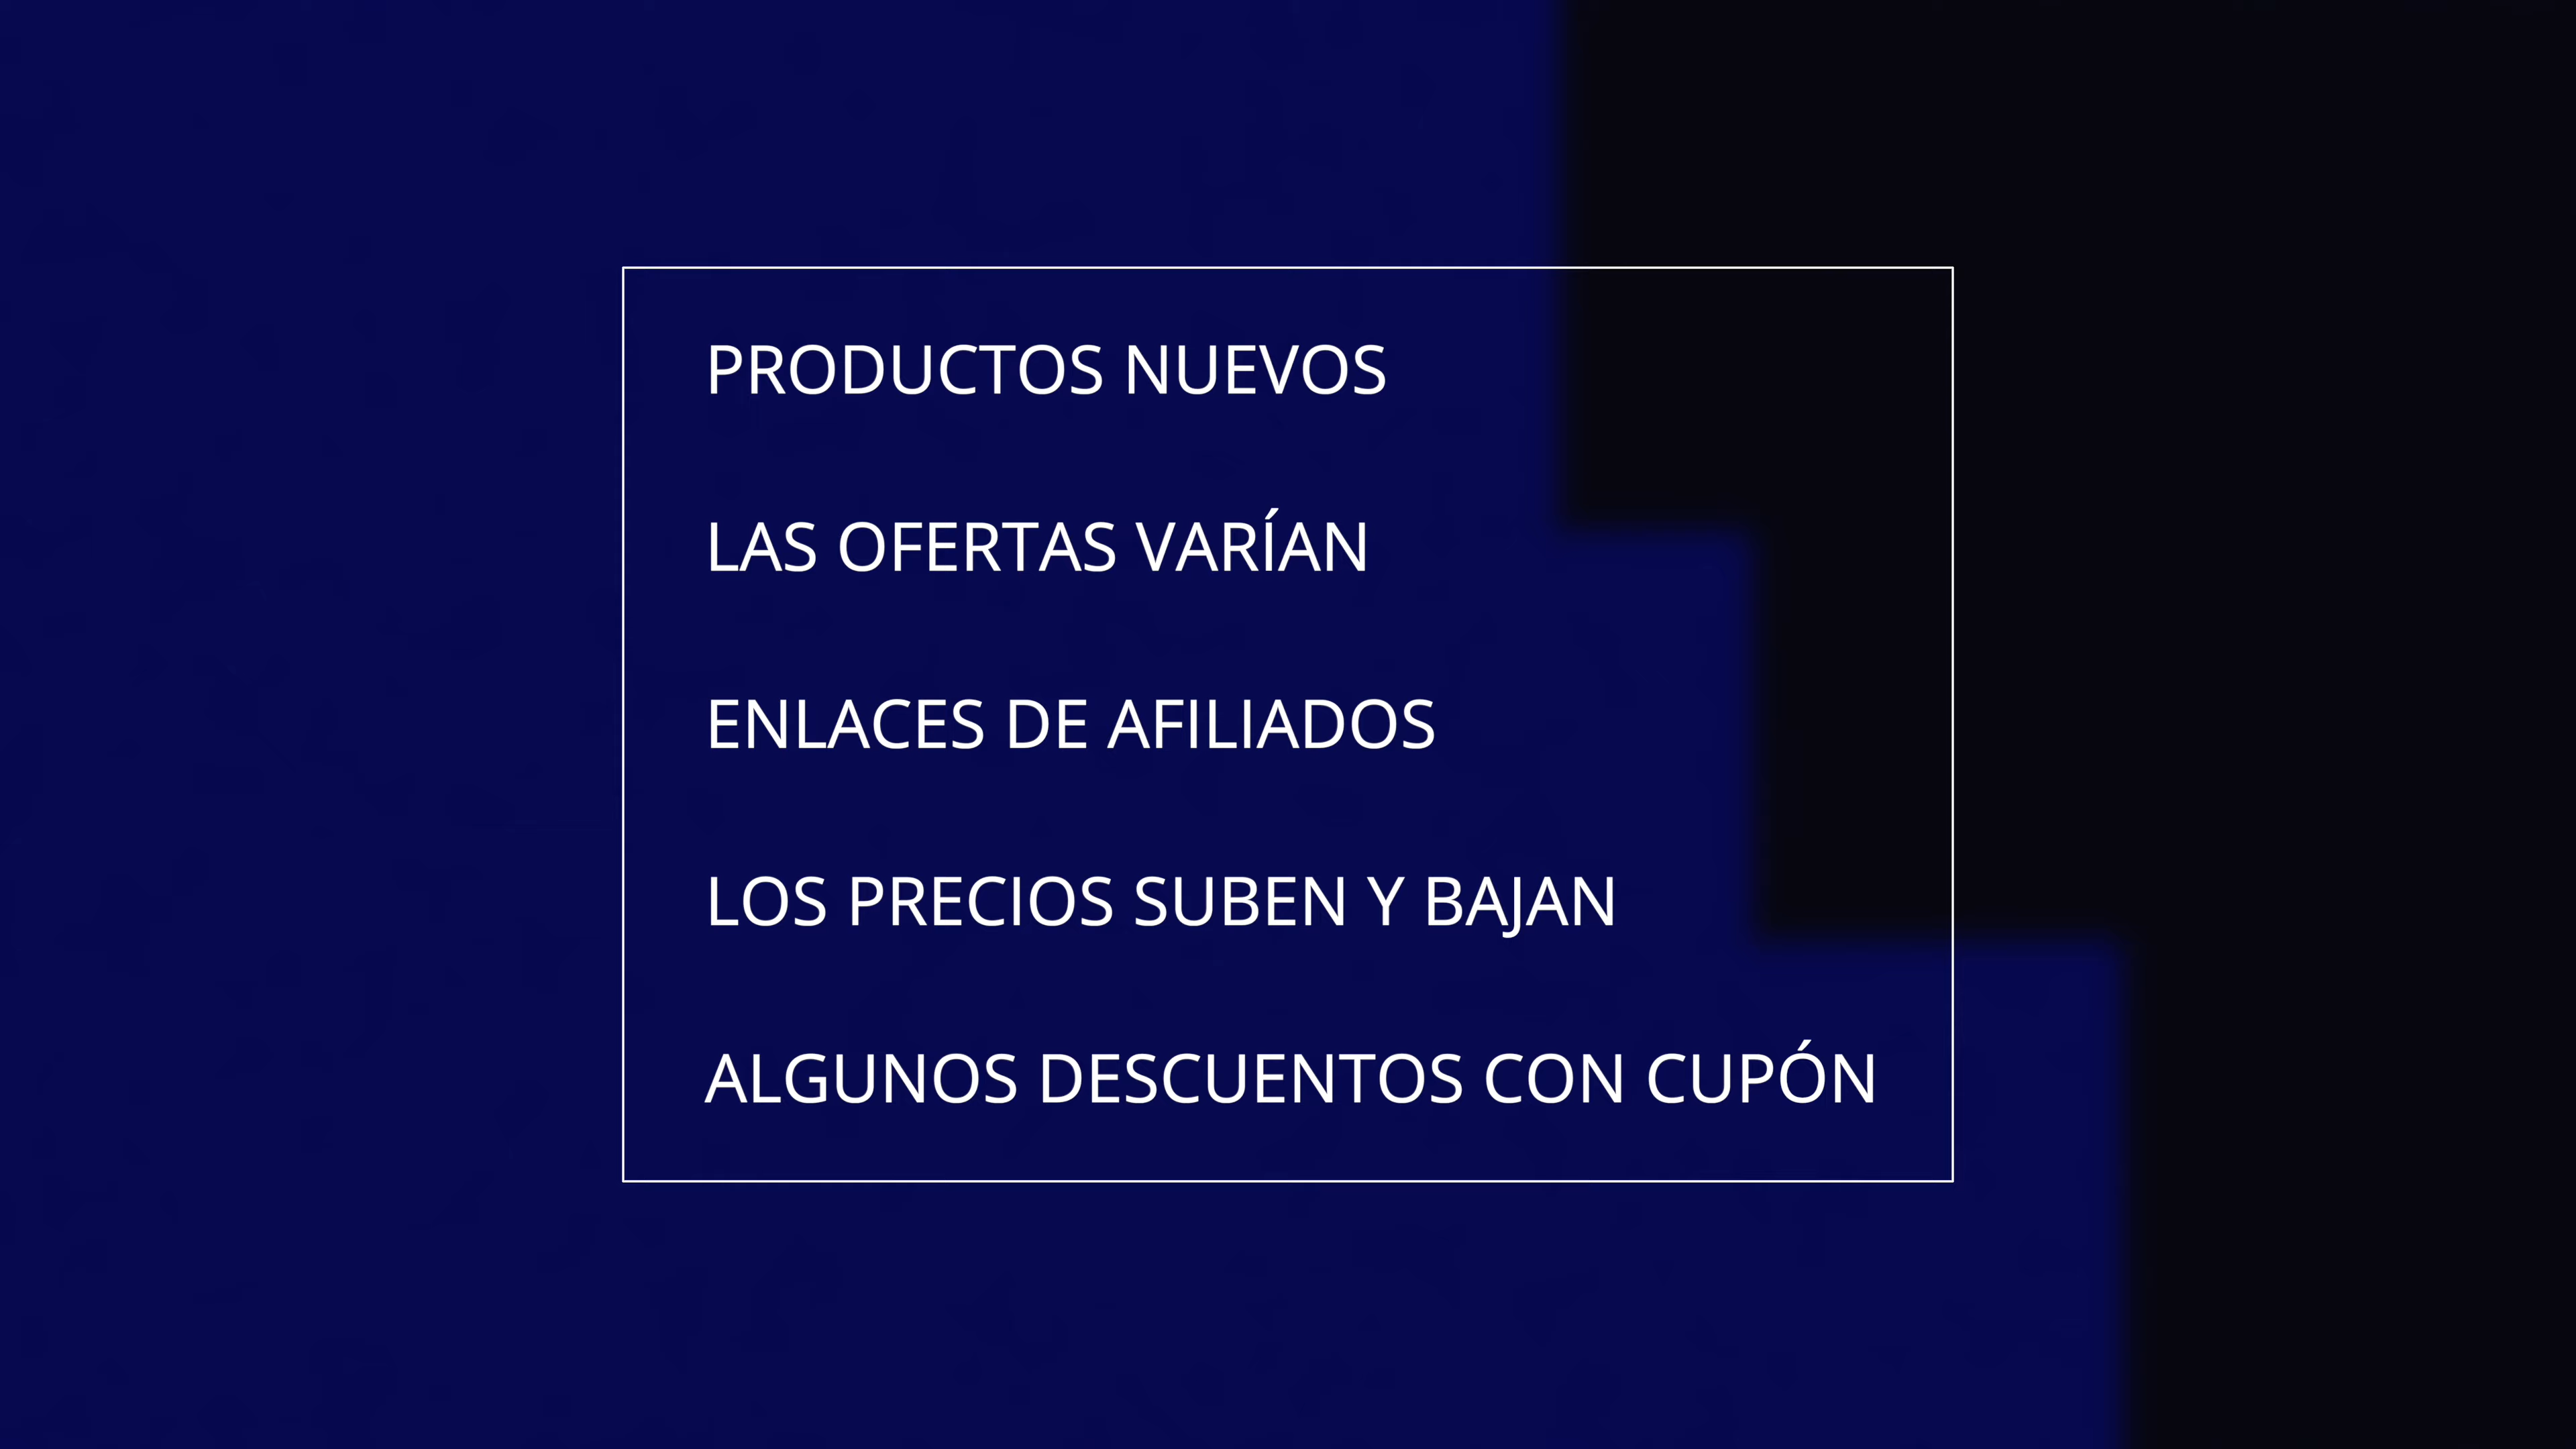 PRODUCTOS NUEVOS
LAS OFERTAS VARÍAN
ENLACES DE AFILIADOS
LOS PRECIOS SUBEN Y BAJAN
ALGUNOS DESCUENTOS CON CUPÓN